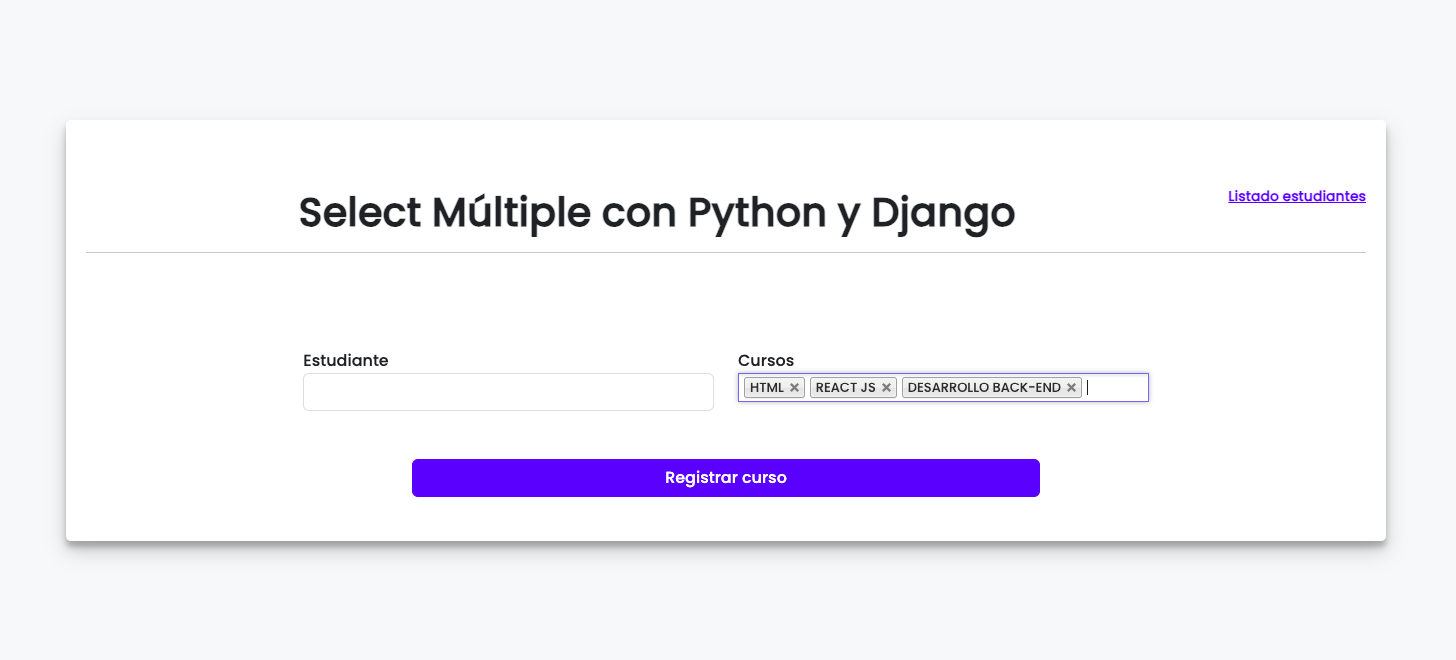 Select Múltiple con Python y Django
Listado estudiantes
Estudiante
Cursos
HTML ×
REACT JS ×
DESARROLLO BACK-END ×
Registrar curso